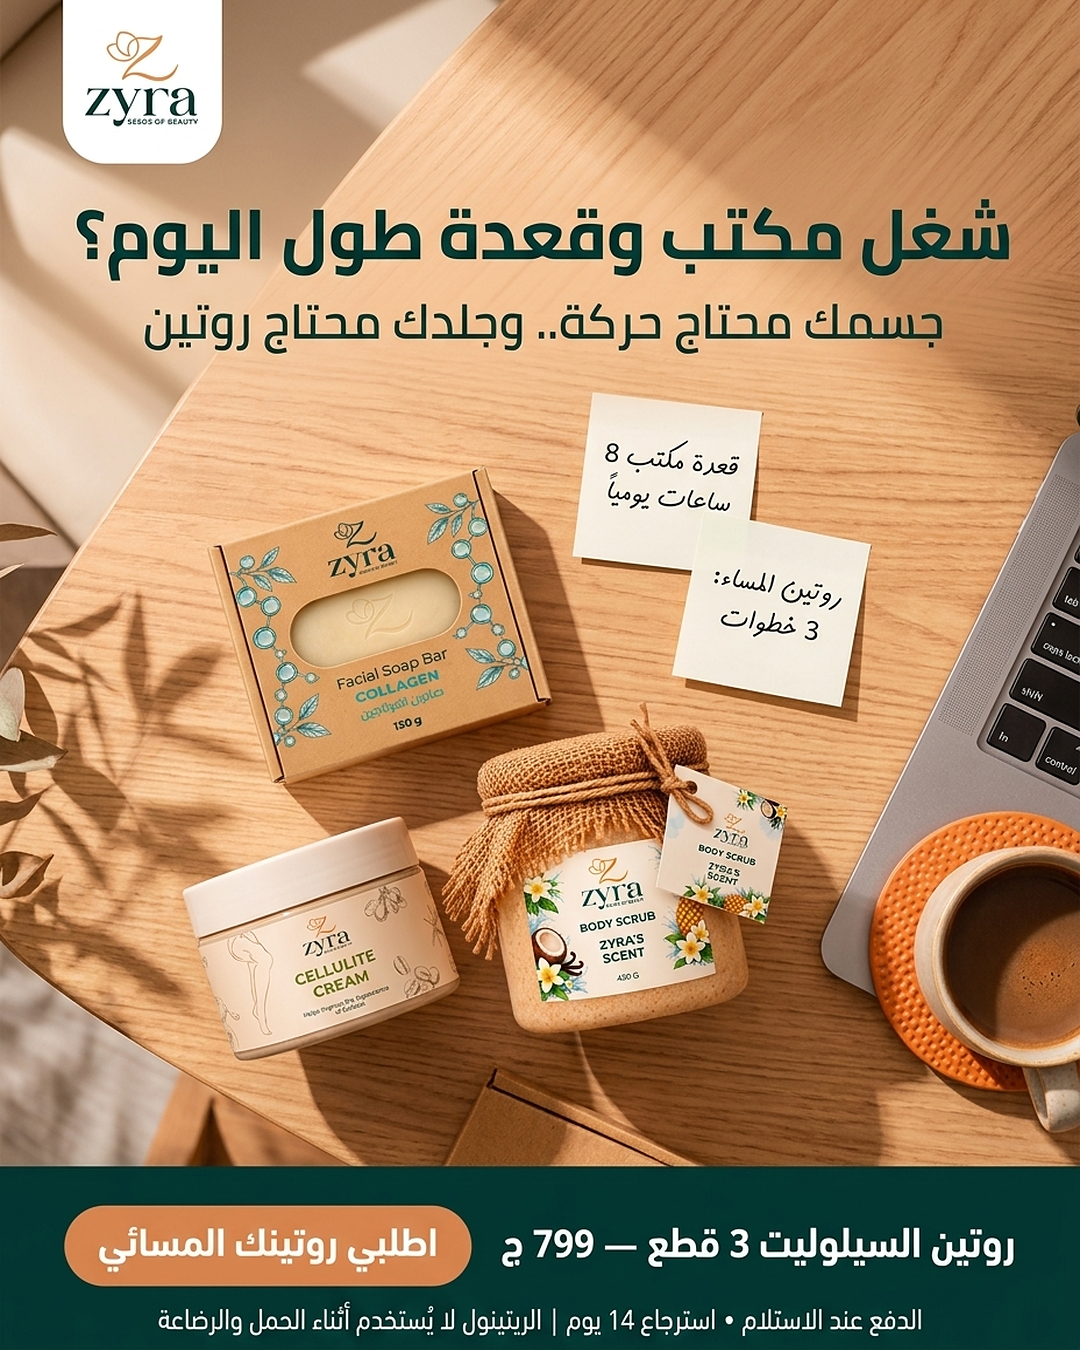 zyra
SESOS OF BEAUTY
شغل مكتب وقعدة طول اليوم؟
جسمك محتاج حركة.. وجلدك محتاج روتين
قعدة مكتب 8
ساعات يومياً
روتين المساء:
3 خطوات
zyra
Facial Soap Bar
COLLAGEN
150 g
zyra
BODY SCRUB
ZYRA'S
SCENT
450 G
zyra
BODY SCRUB
SCENT
zyra
CELLULITE
CREAM
control
روتين السيلوليت 3 قطع — 799 ج
اطلبي روتينك المسائي
الدفع عند الاستلام • استرجاع 14 يوم | الريتينول لا يُستخدم أثناء الحمل والرضاعة